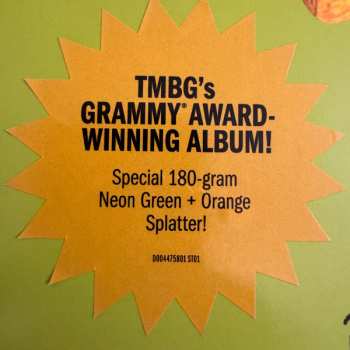 TMBG's
GRAMMY® AWARD-
WINNING ALBUM!
Special 180-gram
Neon Green + Orange
Splatter!
D004475801 ST01